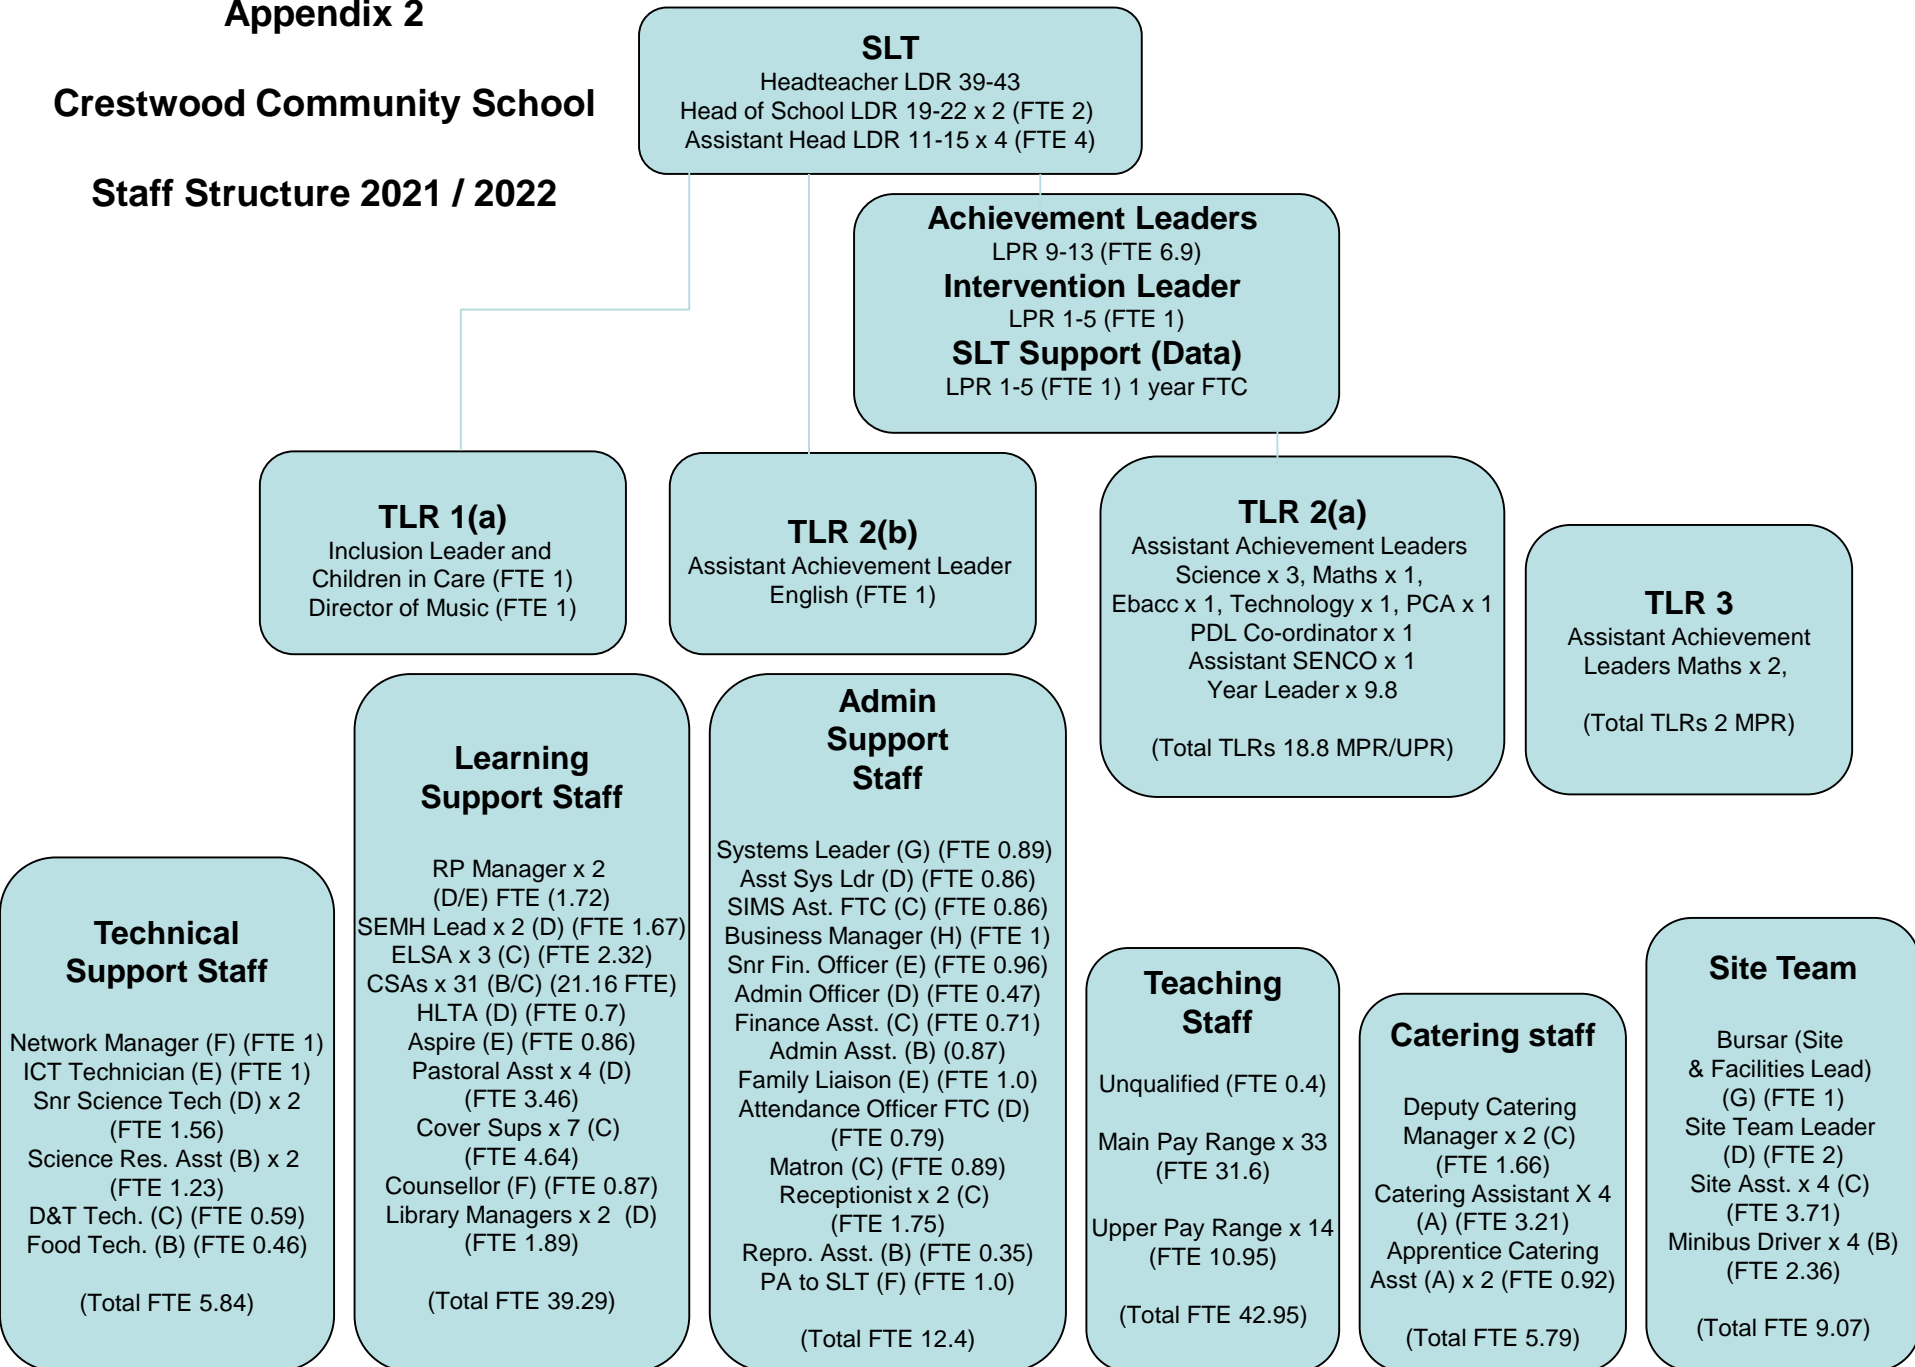 Appendix 2
Crestwood Community School
Staff Structure 2021 / 2022
SLT
Headteacher LDR 39-43
Head of School LDR 19-22 x 2 (FTE 2)
Assistant Head LDR 11-15 x 4 (FTE 4)
Achievement Leaders
LPR 9-13 (FTE 6.9)
Intervention Leader
LPR 1-5 (FTE 1)
SLT Support (Data)
LPR 1-5 (FTE 1) 1 year FTC
TLR 1(a)
Inclusion Leader and
Children in Care (FTE 1)
Director of Music (FTE 1)
TLR 2(b)
Assistant Achievement Leader
English (FTE 1)
TLR 2(a)
Assistant Achievement Leaders
Science x 3, Maths x 1,
Ebacc x 1, Technology x 1, PCA x 1
PDL Co-ordinator x 1
Assistant SENCO x 1
Year Leader x 9.8
(Total TLRs 18.8 MPR/UPR)
TLR 3
Assistant Achievement
Leaders Maths x 2,
(Total TLRs 2 MPR)
Technical
Support Staff
Network Manager (F) (FTE 1)
ICT Technician (E) (FTE 1)
Snr Science Tech (D) x 2
(FTE 1.56)
Science Res. Asst (B) x 2
(FTE 1.23)
D&T Tech. (C) (FTE 0.59)
Food Tech. (B) (FTE 0.46)
(Total FTE 5.84)
Learning
Support Staff
RP Manager x 2
(D/E) FTE (1.72)
SEMH Lead x 2 (D) (FTE 1.67)
ELSA x 3 (C) (FTE 2.32)
CSAs x 31 (B/C) (21.16 FTE)
HLTA (D) (FTE 0.7)
Aspire (E) (FTE 0.86)
Pastoral Asst x 4 (D)
(FTE 3.46)
Cover Sups x 7 (C)
(FTE 4.64)
Counsellor (F) (FTE 0.87)
Library Managers x 2 (D)
(FTE 1.89)
(Total FTE 39.29)
Admin
Support
Staff
Systems Leader (G) (FTE 0.89)
Asst Sys Ldr (D) (FTE 0.86)
SIMS Ast. FTC (C) (FTE 0.86)
Business Manager (H) (FTE 1)
Snr Fin. Officer (E) (FTE 0.96)
Admin Officer (D) (FTE 0.47)
Finance Asst. (C) (FTE 0.71)
Admin Asst. (B) (0.87)
Family Liaison (E) (FTE 1.0)
Attendance Officer FTC (D)
(FTE 0.79)
Matron (C) (FTE 0.89)
Receptionist x 2 (C)
(FTE 1.75)
Repro. Asst. (B) (FTE 0.35)
PA to SLT (F) (FTE 1.0)
(Total FTE 12.4)
Teaching
Staff
Unqualified (FTE 0.4)
Main Pay Range x 33
(FTE 31.6)
Upper Pay Range x 14
(FTE 10.95)
(Total FTE 42.95)
Catering staff
Deputy Catering
Manager x 2 (C)
(FTE 1.66)
Catering Assistant X 4
(A) (FTE 3.21)
Apprentice Catering
Asst (A) x 2 (FTE 0.92)
(Total FTE 5.79)
Site Team
Bursar (Site
& Facilities Lead)
(G) (FTE 1)
Site Team Leader
(D) (FTE 2)
Site Asst. x 4 (C)
(FTE 3.71)
Minibus Driver x 4 (B)
(FTE 2.36)
(Total FTE 9.07)